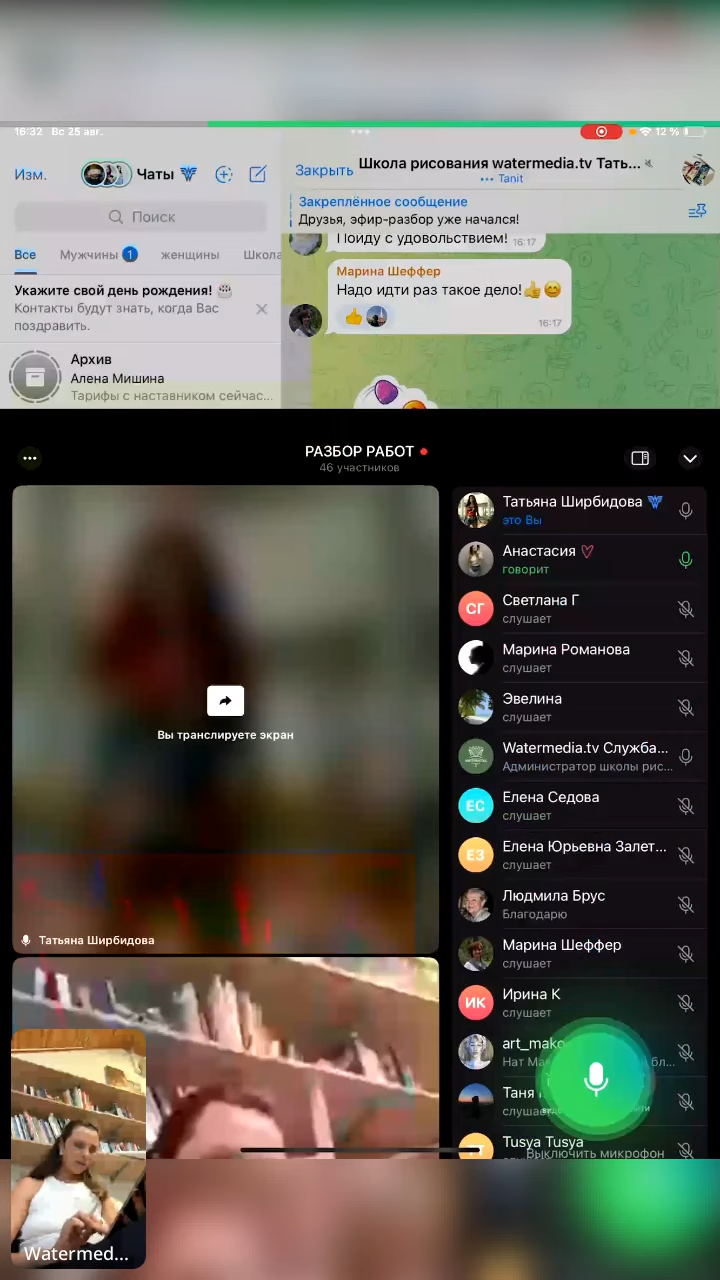 16:32 Вс 25 авг.
12 %
Изм.
Чаты
Закрыть
Школа рисования watermedia.tv Тать...
Tanit
Поиск
Закреплённое сообщение
Друзья, эфир-разбор уже начался!
Все
Мужчины 1
женщины
Школа
Пойду с удовольствием! 16:17
Укажите свой день рождения!
Контакты будут знать, когда Вас
поздравить.
Марина Шеффер
Надо идти раз такое дело!👍😄
16:17
Архив
Алена Мишина
Тарифы с наставником сейчас...
РАЗБОР РАБОТ
46 участников
Вы транслируете экран
Татьяна Ширбидова
Татьяна Ширбидова
это Вы
Анастасия
говорит
СГ
Светлана Г
слушает
Марина Романова
слушает
Эвелина
слушает
Watermedia.tv Служба...
Администратор школы рис...
ЕС
Елена Седова
слушает
ЕЗ
Елена Юрьевна Залет...
слушает
Людмила Брус
Благодарю
Марина Шеффер
слушает
ИК
Ирина К
слушает
art_mako
Таня
Tusya Tusya
Выключить микрофон
Watermed...